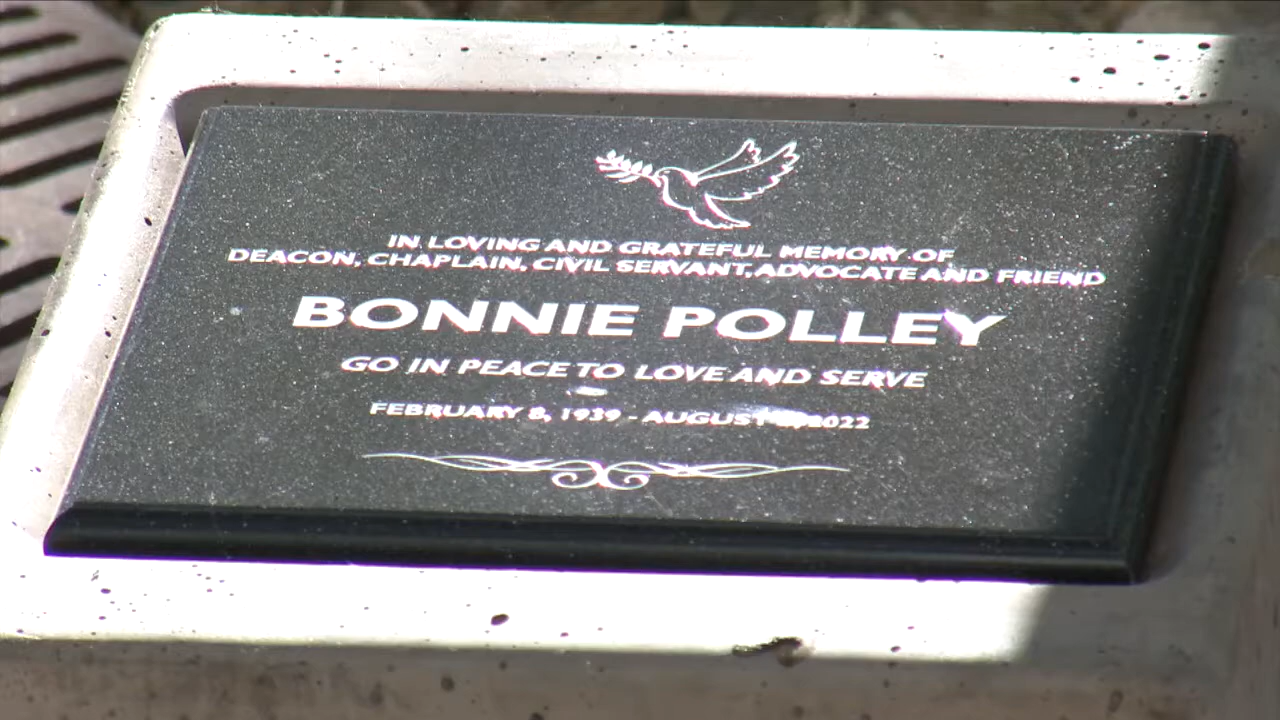 IN LOVING AND GRATEFUL MEMORY OF
DEACON, CHAPLAIN, CIVIL SERVANT, ADVOCATE AND FRIEND
BONNIE POLLEY
GO IN PEACE TO LOVE AND SERVE
FEBRUARY 8, 1939 - AUGUST 2022